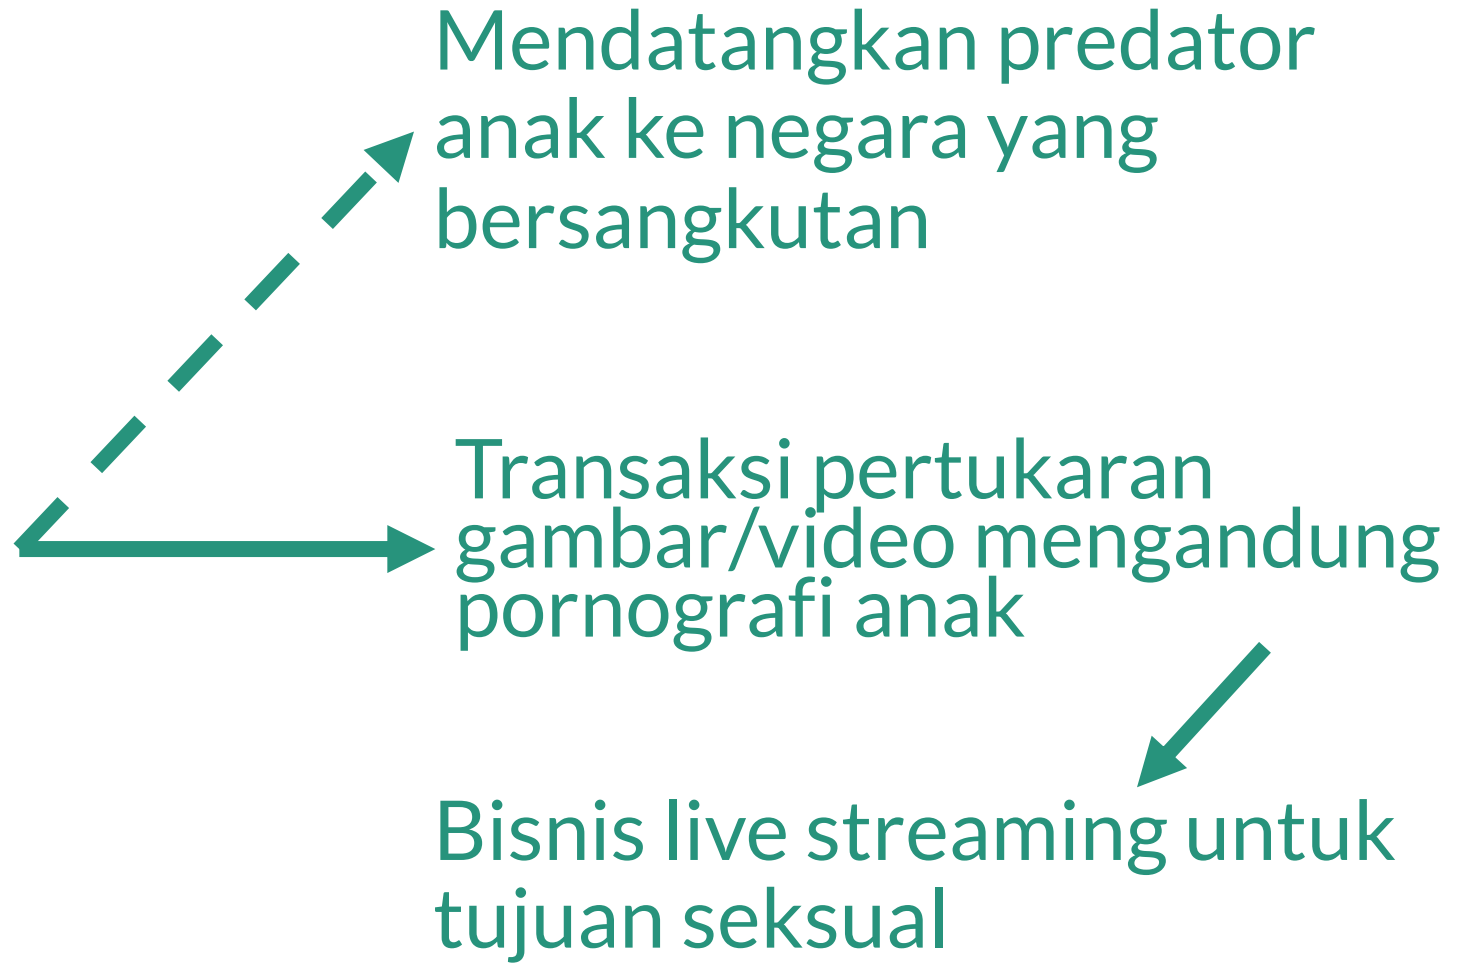 Mendatangkan predator
anak ke negara yang
bersangkutan
Transaksi pertukaran
gambar/video mengandung
pornografi anak
Bisnis live streaming untuk
tujuan seksual